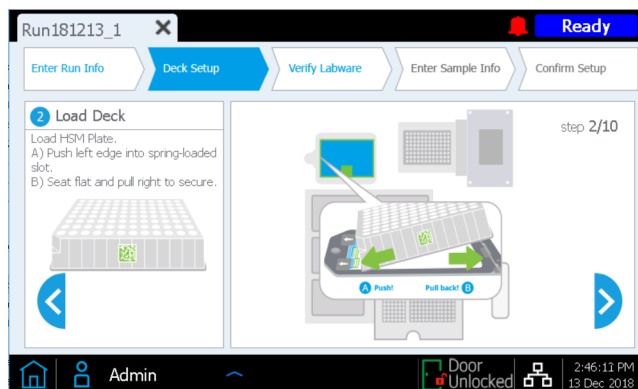 Run181213_1
Ready
Enter Run Info
Deck Setup
Verify Labware
Enter Sample Info
Confirm Setup
2 Load Deck
Load HSM Plate.
A) Push left edge into spring-loaded
slot.
B) Seat flat and pull right to secure.
step 2/10
A Push!
Pull back! B
Admin
Door
Unlocked
2:46:11 PM
13 Dec 2018